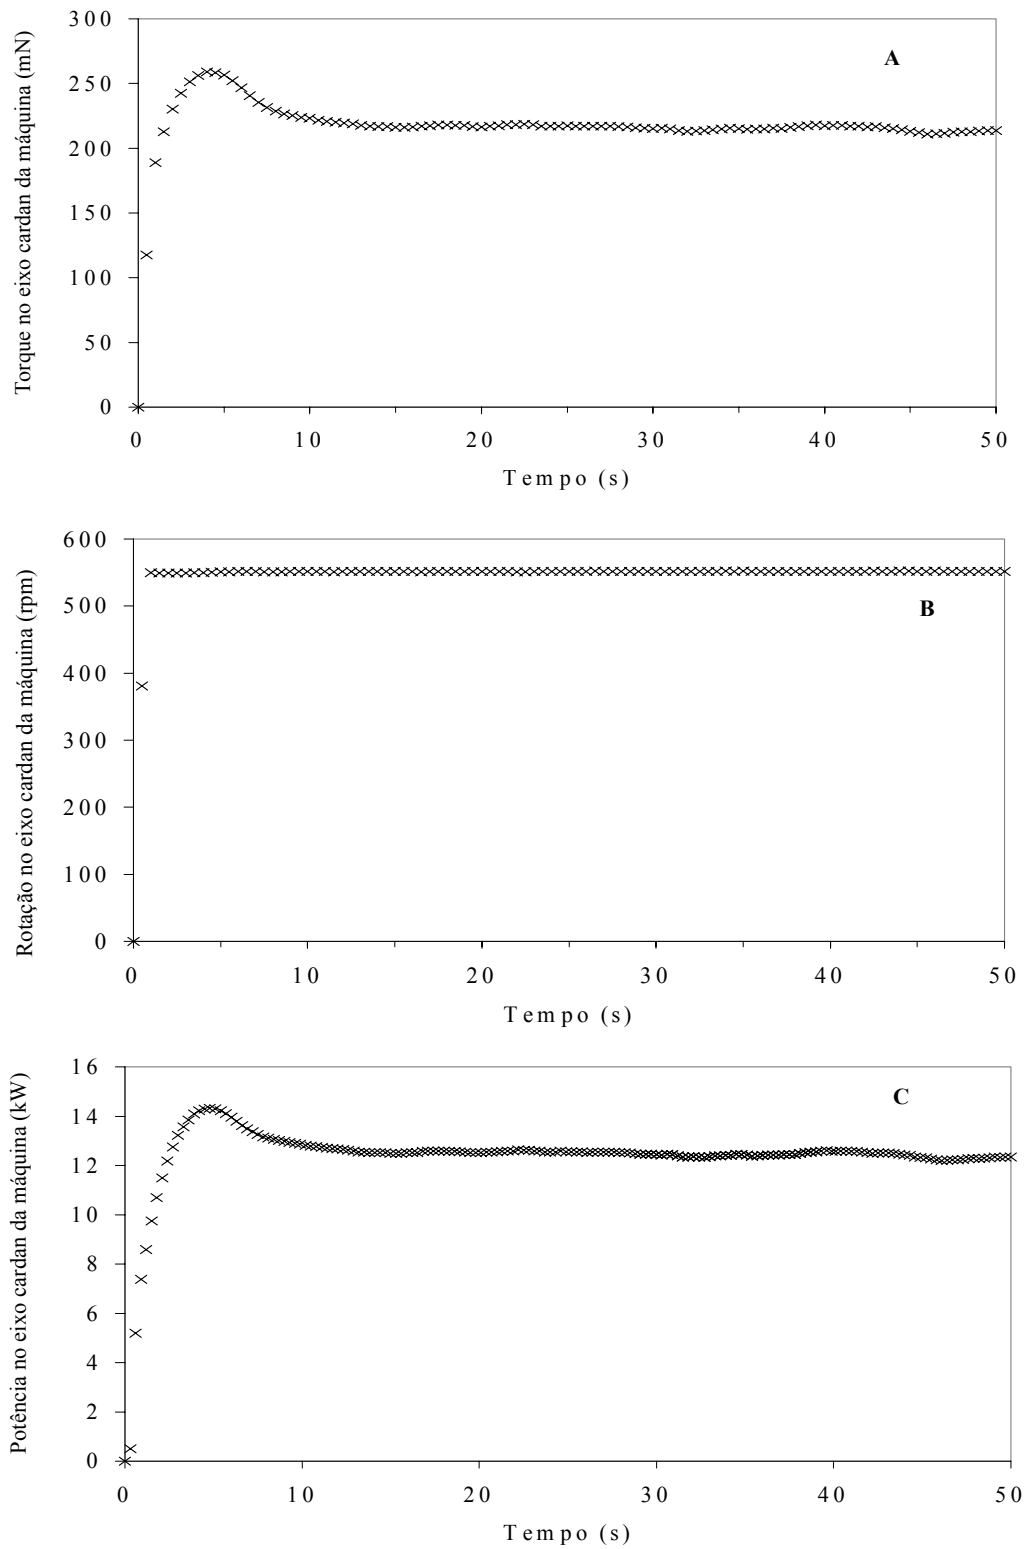 Torque no eixo cardan da máquina (mN)
300
250
200
150
100
50
0
A
0 10 20 30 40 50
Tempo (s)
Rotação no eixo cardan da máquina (rpm)
600
500
400
300
200
100
0
B
0 10 20 30 40 50
Tempo (s)
Potência no eixo cardan da máquina (kW)
16
14
12
10
8
6
4
2
0
C
0 10 20 30 40 50
Tempo (s)